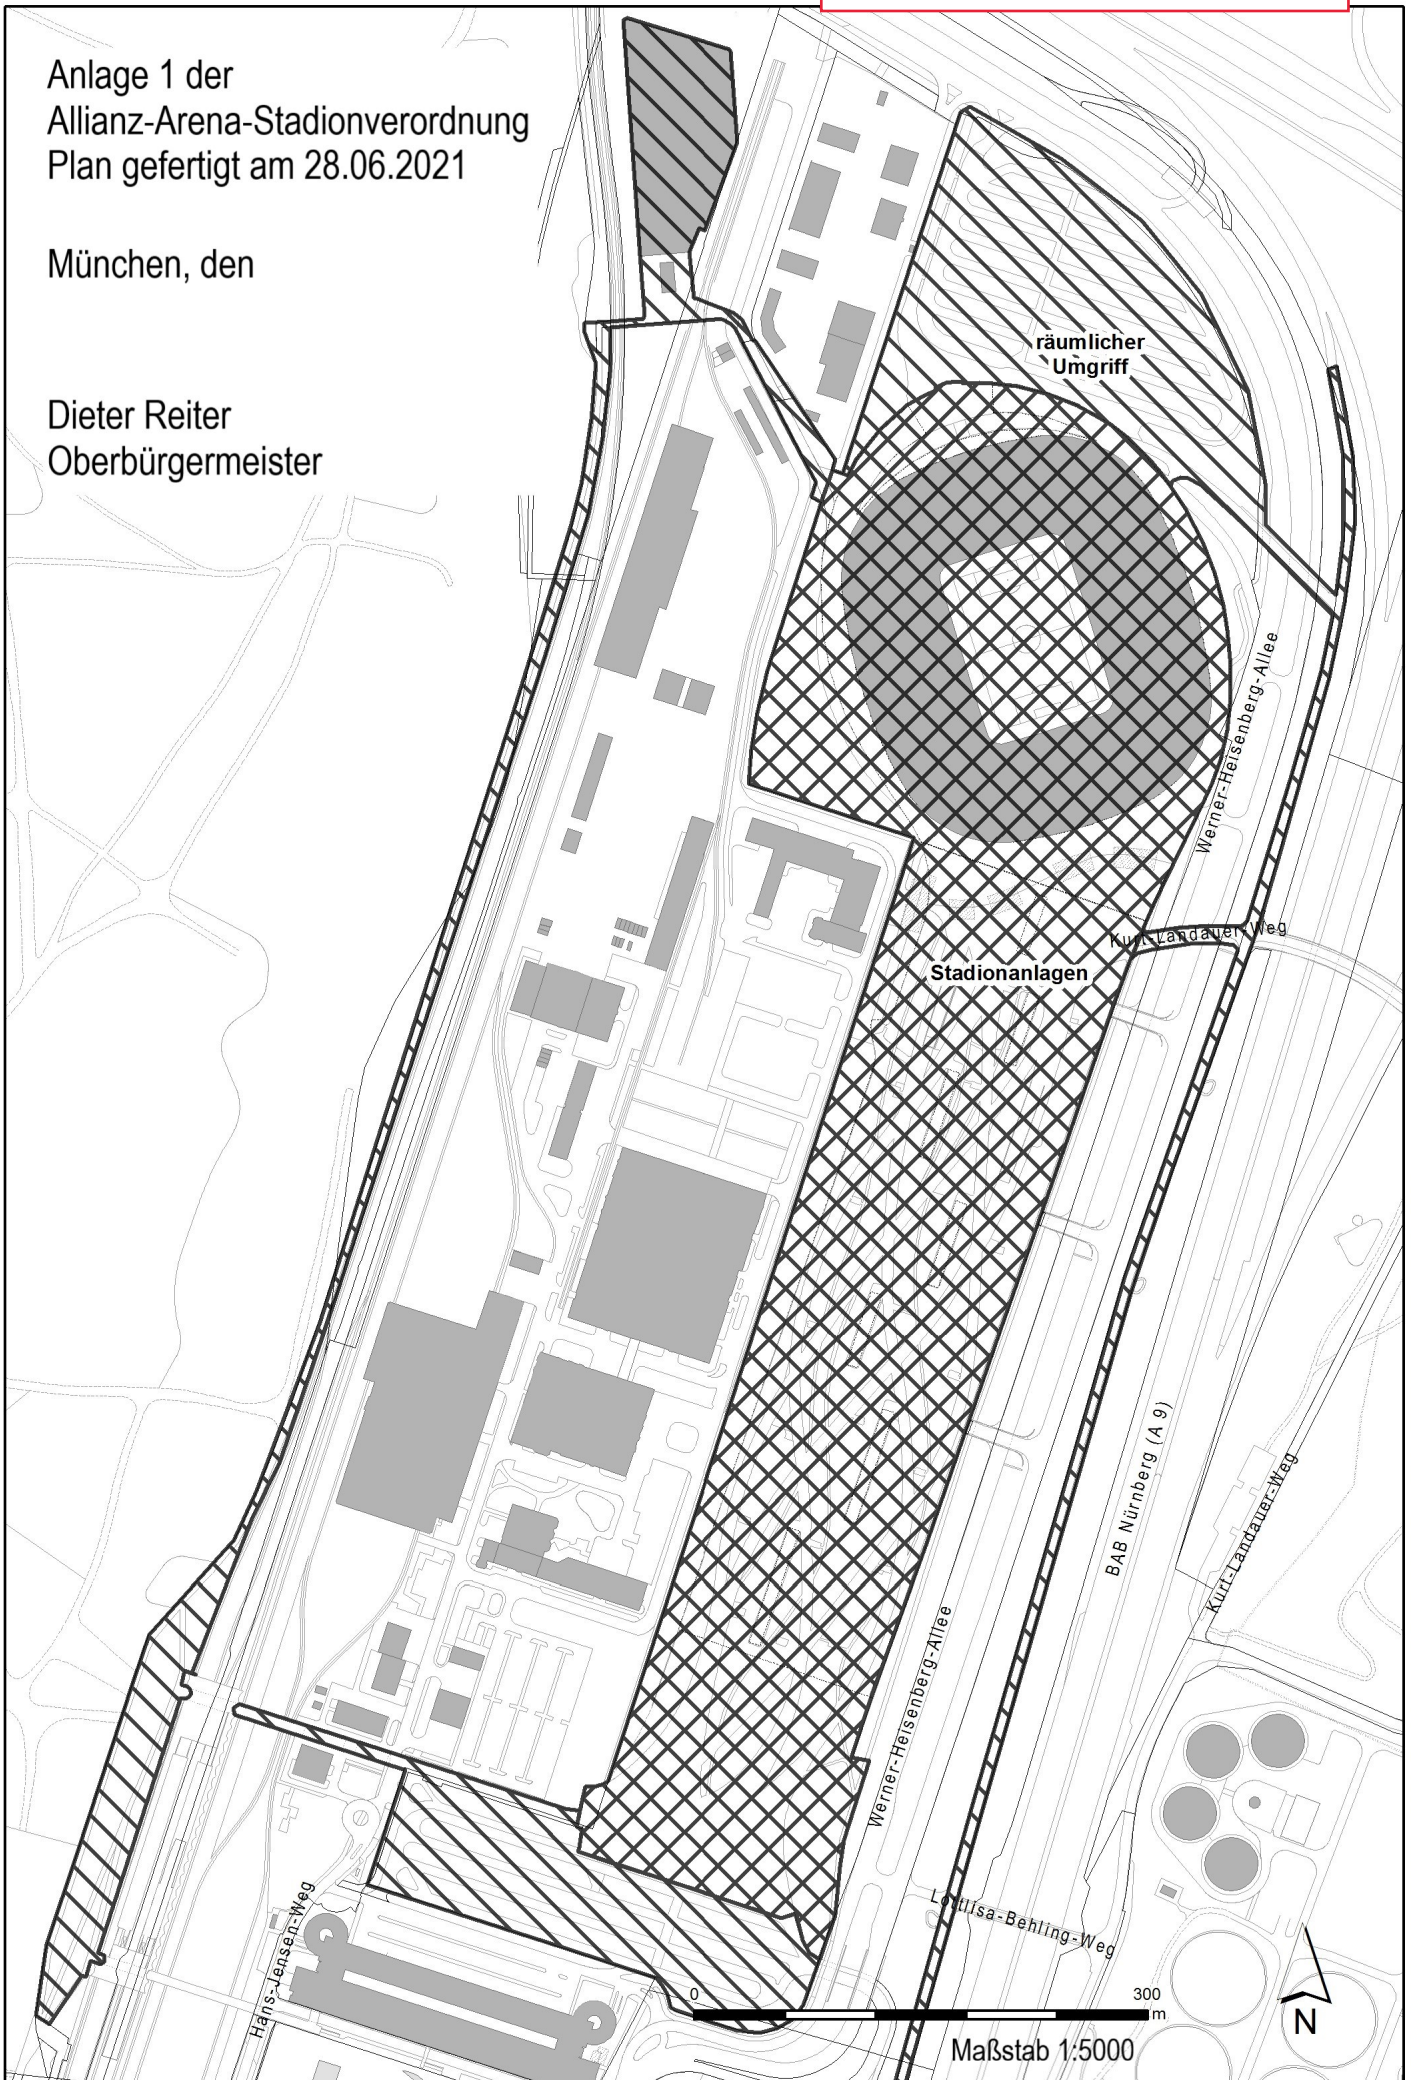 Anlage 1 der
Allianz-Arena-Stadionverordnung
Plan gefertigt am 28.06.2021
München, den
Dieter Reiter
Oberbürgermeister
räumlicher
Umgriff
Werner-Heisenberg-Allee
Kurt-Landauer-Weg
Stadionanlagen
BAB Nürnberg (A 9)
Kurt-Landauer-Weg
Werner-Heisenberg-Allee
Lottlisa-Behling-Weg
Hans-Jensen-Weg
0 300
m
Maßstab 1:5000
N